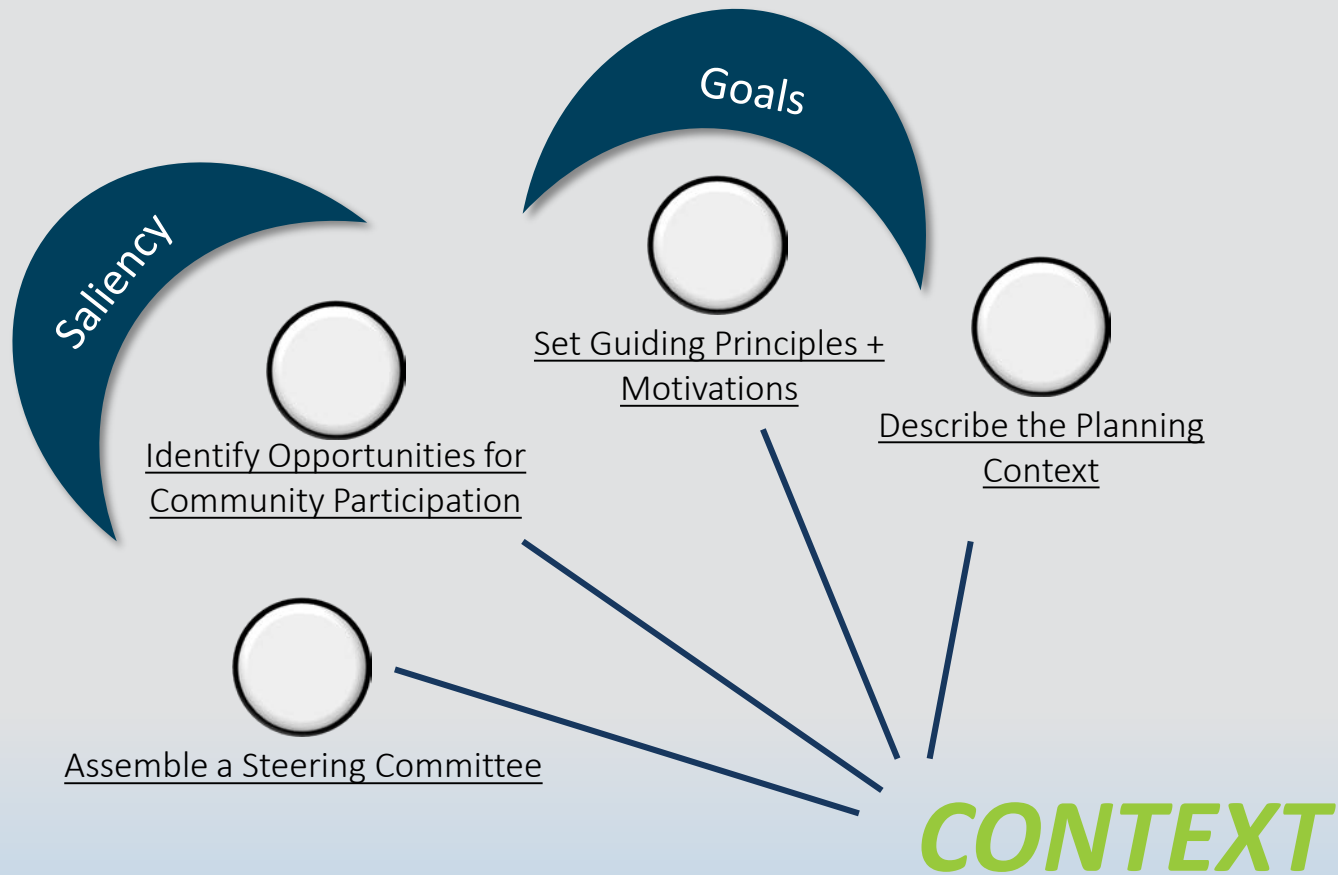 Goals
Saliency
Set Guiding Principles +
Motivations
Describe the Planning
Context
Identify Opportunities for
Community Participation
Assemble a Steering Committee
CONTEXT